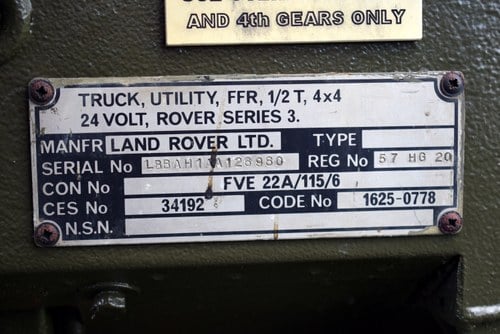 AND 4th GEARS ONLY
TRUCK, UTILITY, FFR, 1/2 T, 4x4
24 VOLT, ROVER SERIES 3.
MANFR LAND ROVER LTD. TYPE
SERIAL No REG No 57 HG 20
CON No FVE 22A/115/6
CES No 34192 CODE No 1625-0778
N.S.N.